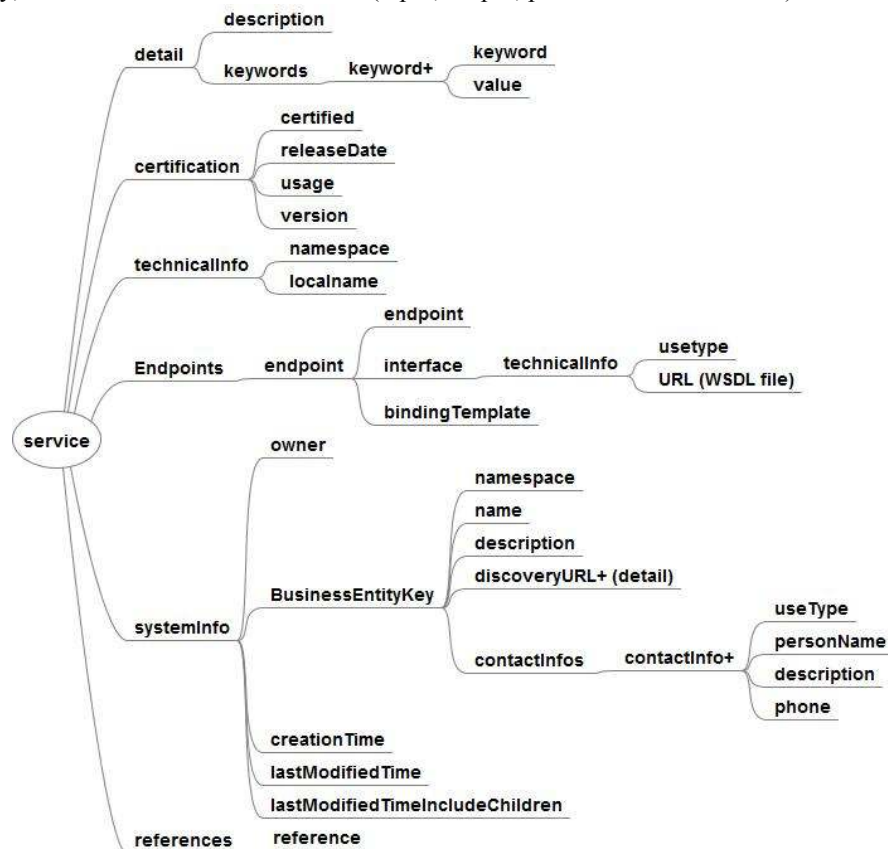 description
detail
keywords
keyword+
keyword
value
certified
releaseDate
certification
usage
version
namespace
technicalInfo
localname
endpoint
Endpoints
endpoint
interface
technicalInfo
usetype
URL (WSDL file)
bindingTemplate
service
owner
namespace
name
description
discoveryURL+ (detail)
BusinessEntityKey
systemInfo
contactInfos
contactInfo+
useType
personName
description
phone
creationTime
lastModifiedTime
lastModifiedTimeIncludeChildren
references
reference